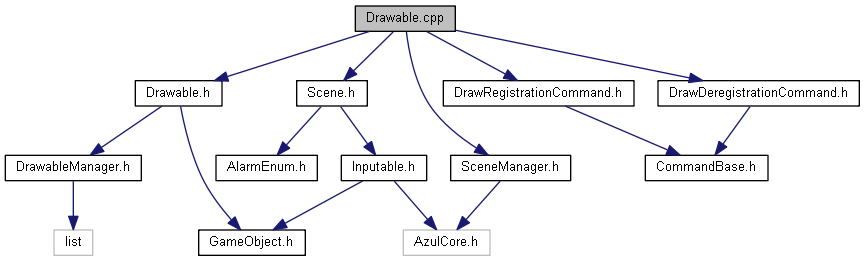 Drawable.cpp
Drawable.h
Scene.h
DrawRegistrationCommand.h
DrawDeregistrationCommand.h
DrawableManager.h
AlarmEnum.h
Inputable.h
SceneManager.h
CommandBase.h
list
GameObject.h
AzulCore.h